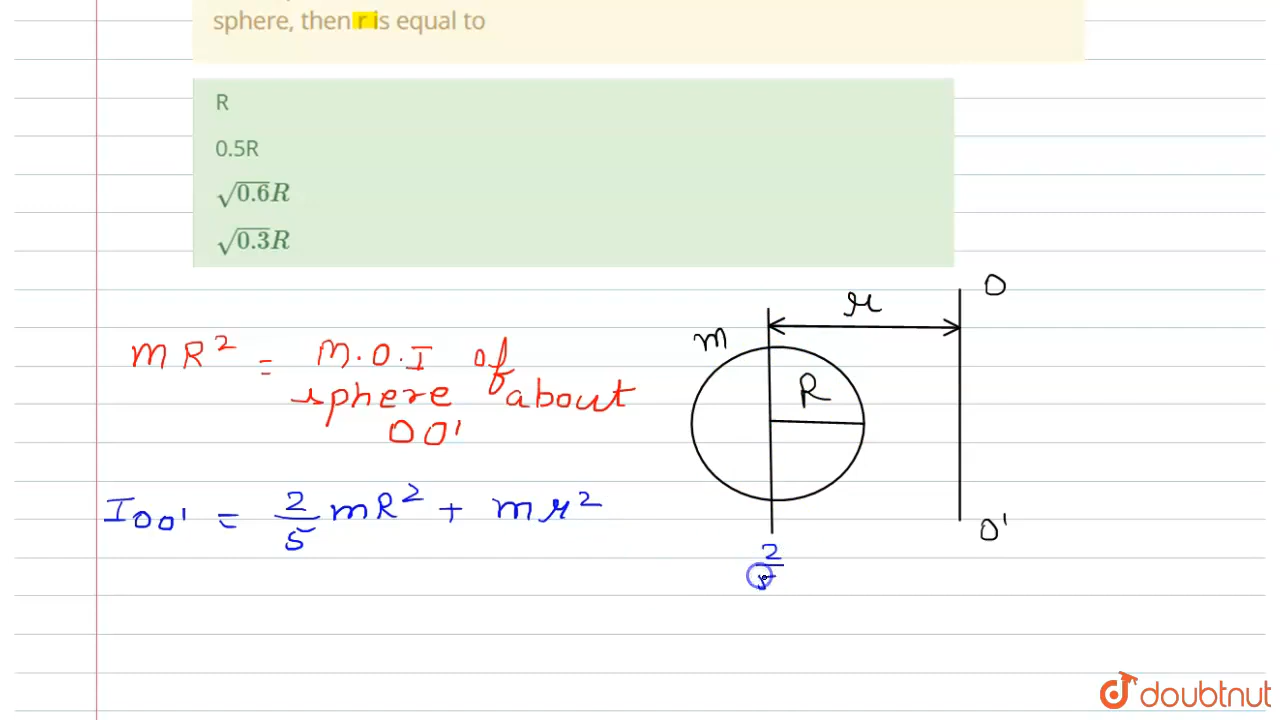 sphere, then r is equal to
R
0.5R
√0.6R
√0.3R
O
r
m
mR² = M.O.I of
sphere about
R
OO'
I_OO' = 2/5 mR² + mr²
O'
2/5
doubtnut